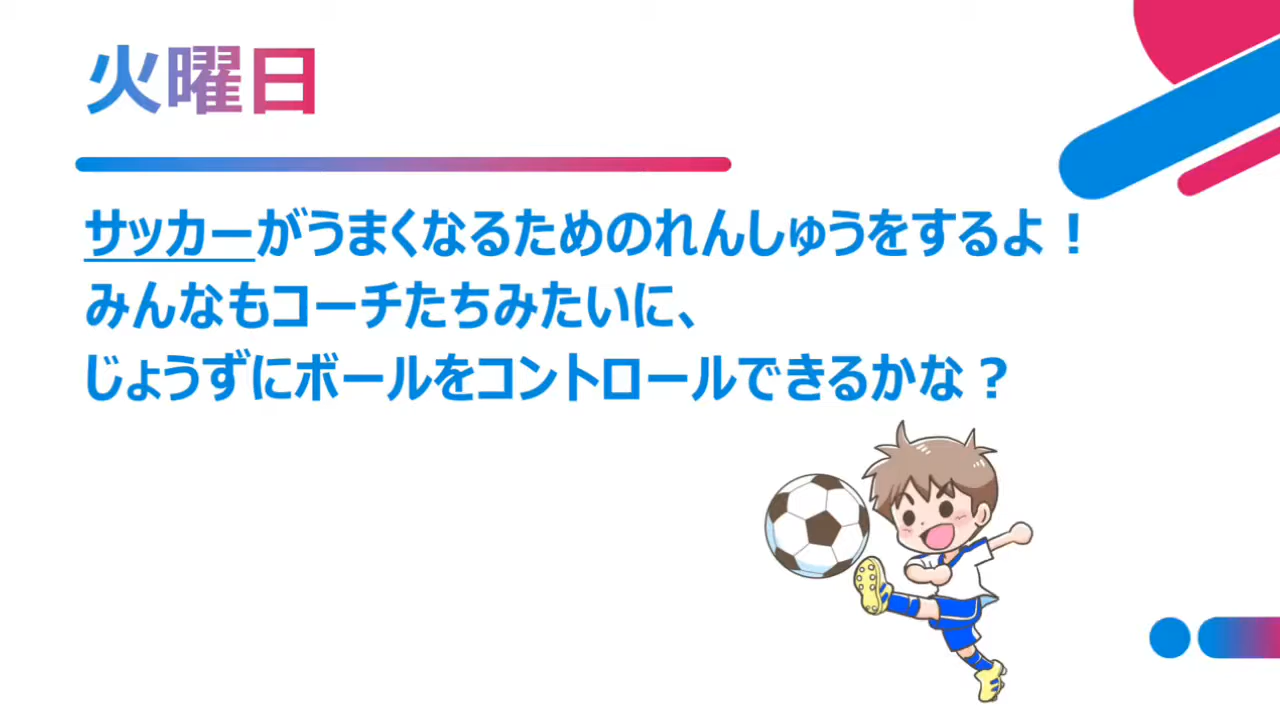 火曜日
サッカーがうまくなるためのれんしゅうをするよ！
みんなもコーチたちみたいに、
じょうずにボールをコントロールできるかな？